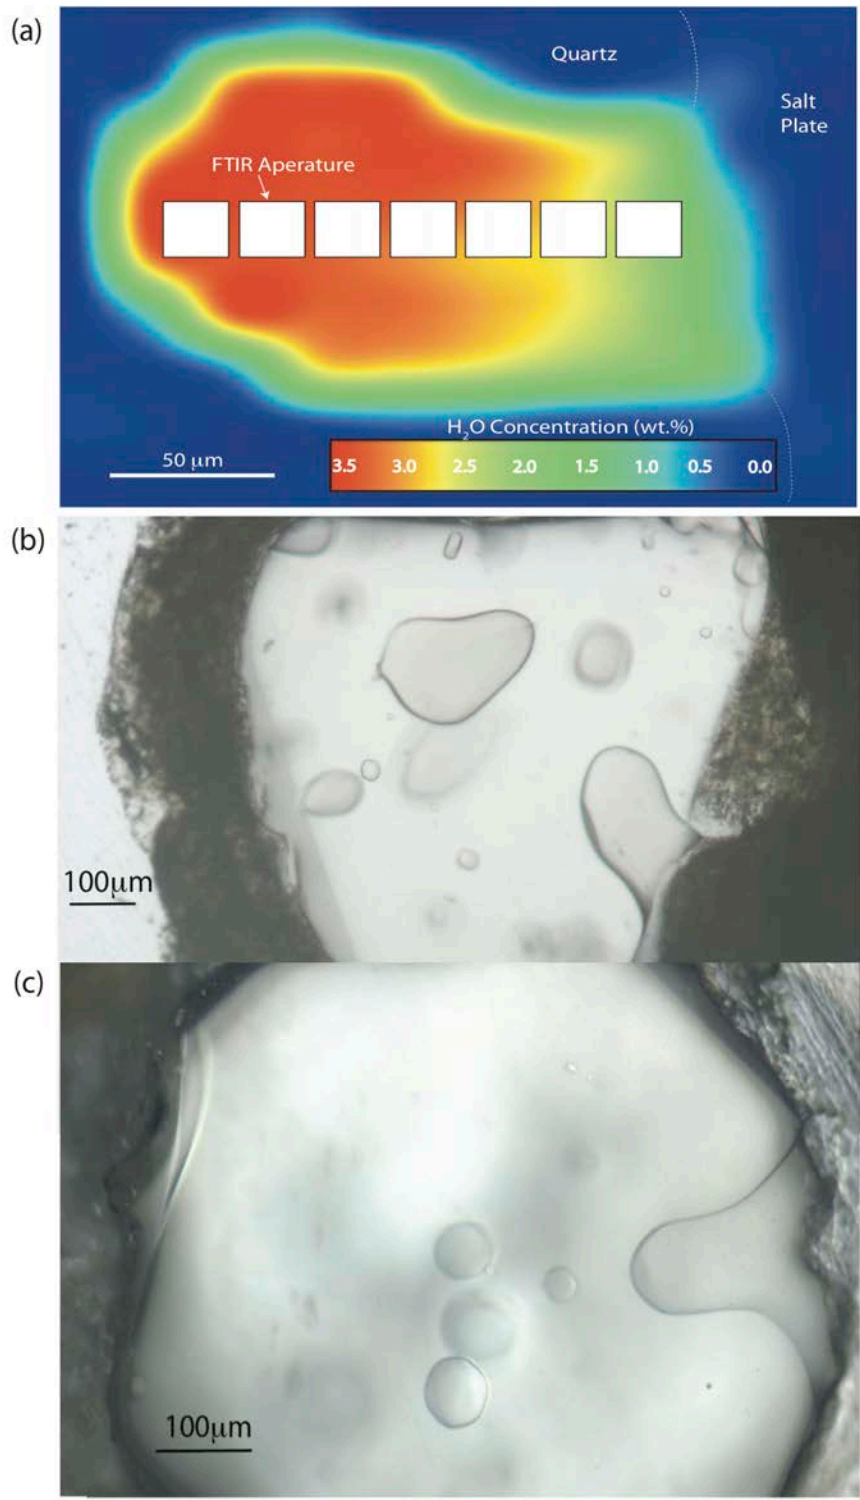 (a)
Quartz
Salt
Plate
FTIR Aperature
H₂O Concentration (wt.%)
50 μm
3.5 3.0 2.5 2.0 1.5 1.0 0.5 0.0
(b)
100μm
(c)
100μm